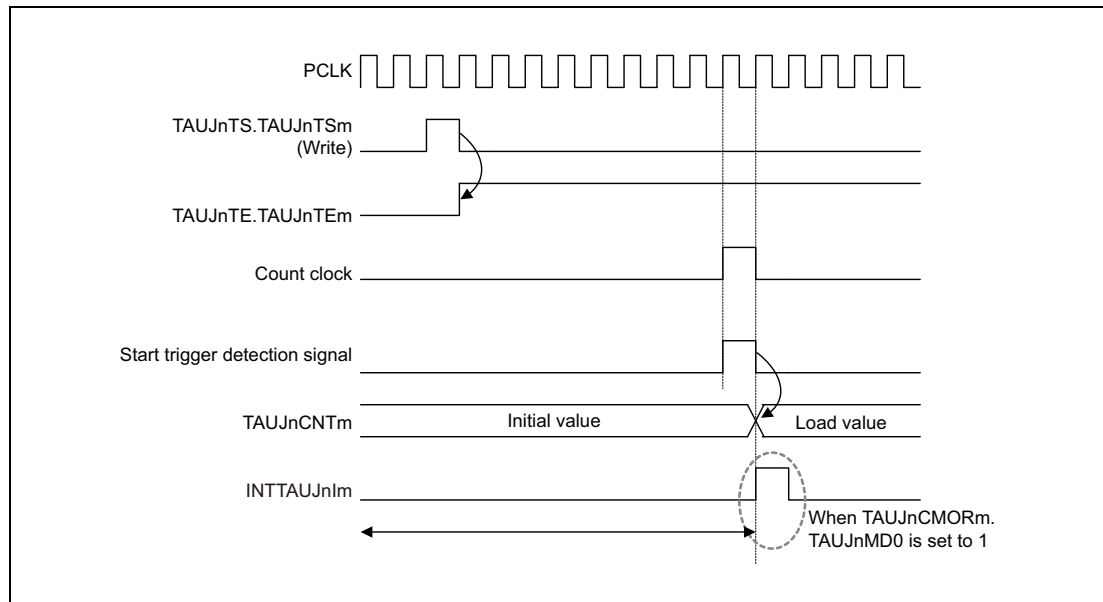 PCLK
TAUJnTS.TAUJnTSm
(Write)
TAUJnTE.TAUJnTEm
Count clock
Start trigger detection signal
TAUJnCNTm
Initial value
Load value
INTTAUJnIm
When TAUJnCMORm.
TAUJnMD0 is set to 1